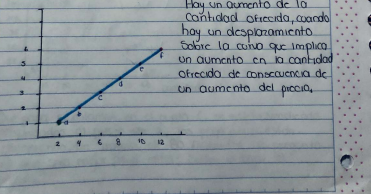 Hay un aumento de la
cantidad ofrecida, cuando
hay un desplazamiento
sobre la curva que implica
un aumento en la cantidad
ofrecida de consecuencia de
un aumento del precio.
6
5
4
3
2
1
a
b
c
d
e
f
2 4 6 8 10 12